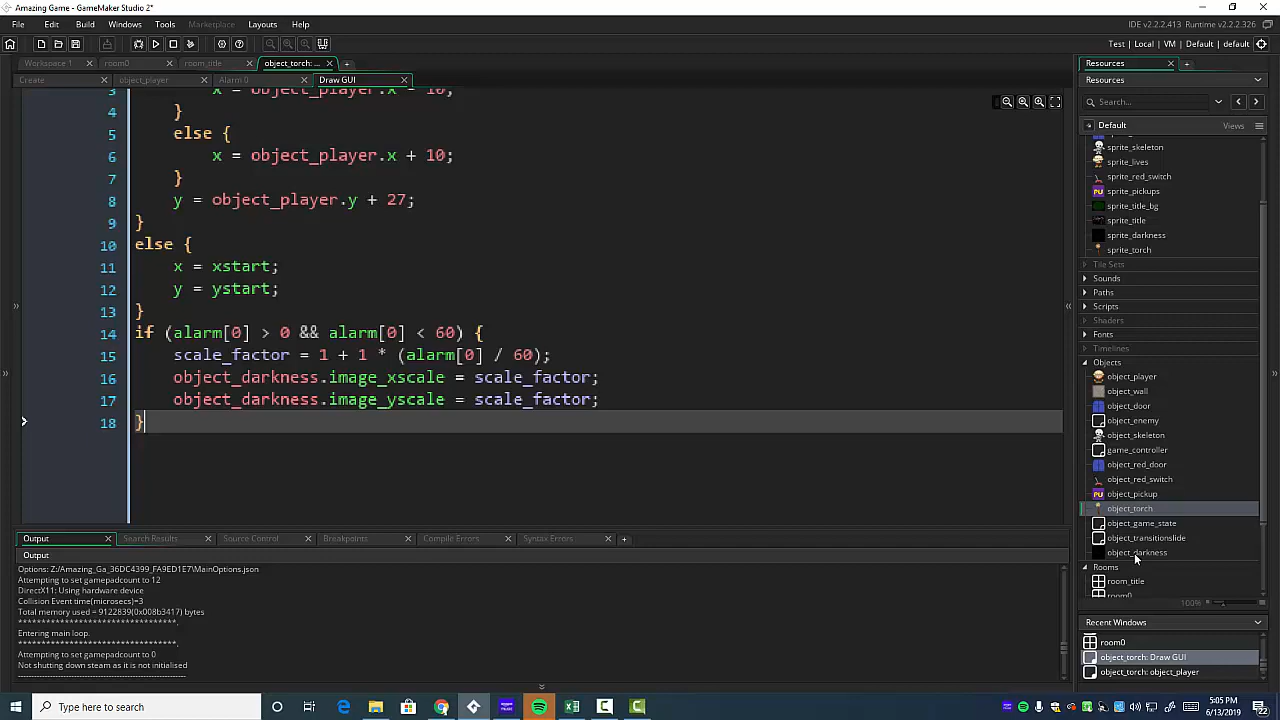 Amazing Game - GameMaker Studio 2*
File Edit Build Windows Tools Marketplace Layouts Help
IDE v2.2.2.413 Runtime v2.2.2.326
Test | Local | VM | Default | default
Workspace 1 room0 room_title object_torch: ...
Create object_player Alarm 0 Draw GUI
3 x = object_player.x - 10;
4 }
5 else {
6 x = object_player.x + 10;
7 }
8 y = object_player.y + 27;
9 }
10 else {
11 x = xstart;
12 y = ystart;
13 }
14 if (alarm[0] > 0 && alarm[0] < 60) {
15 scale_factor = 1 + 1 * (alarm[0] / 60);
16 object_darkness.image_xscale = scale_factor;
17 object_darkness.image_yscale = scale_factor;
18 }
Output Search Results Source Control Breakpoints Compile Errors Syntax Errors
Output
Options: Z:/Amazing_Ga_36DC4399_FA9ED1E7\MainOptions.json
Attempting to set gamepadcount to 12
DirectX11: Using hardware device
Collision Event time(microsecs)=3
Total memory used = 9122839(0x008b3417) bytes
**********************************.
Entering main loop.
**********************************.
Attempting to set gamepadcount to 0
Not shutting down steam as it is not initialised
Resources
Resources
Search...
Default Views
sprite_skeleton
sprite_lives
sprite_red_switch
sprite_pickups
sprite_title_bg
sprite_title
sprite_darkness
sprite_torch
Tile Sets
Sounds
Paths
Scripts
Shaders
Fonts
Timelines
Objects
object_player
object_wall
object_door
object_enemy
object_skeleton
game_controller
object_red_door
object_red_switch
PU object_pickup
object_torch
object_game_state
object_transitionslide
object_darkness
Rooms
room_title
room0
100%
Recent Windows
room0
object_torch: Draw GUI
object_torch: object_player
Type here to search
5:05 PM
6/13/2019